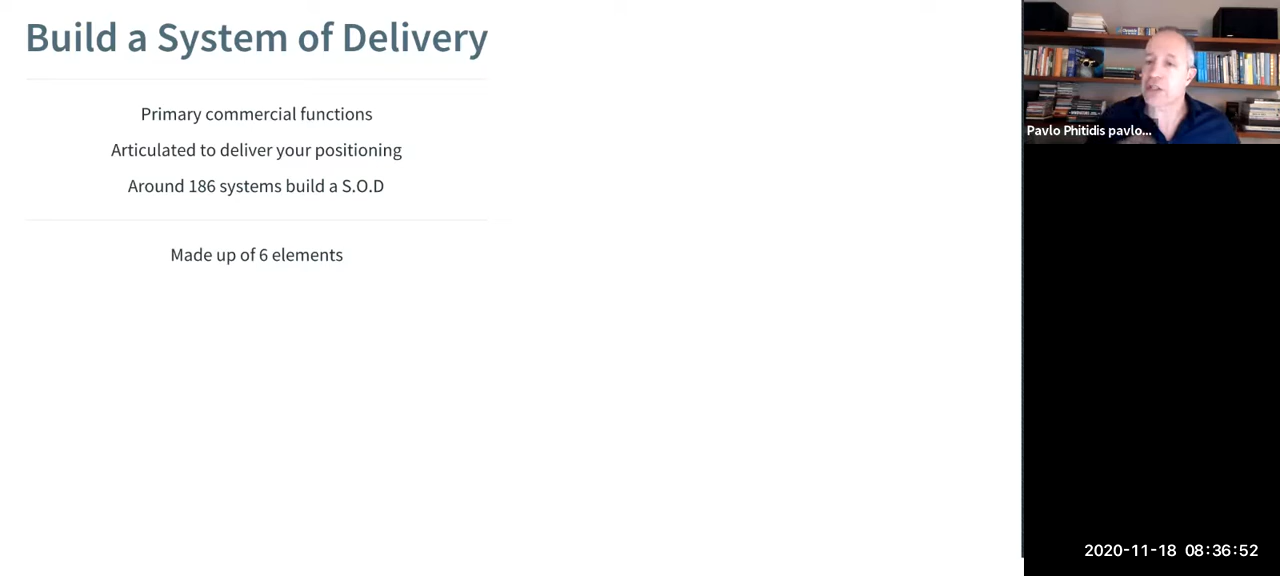 Build a System of Delivery
Primary commercial functions
Articulated to deliver your positioning
Around 186 systems build a S.O.D
Made up of 6 elements
Pavlo Phitidis pavlo...
2020-11-18 08:36:52